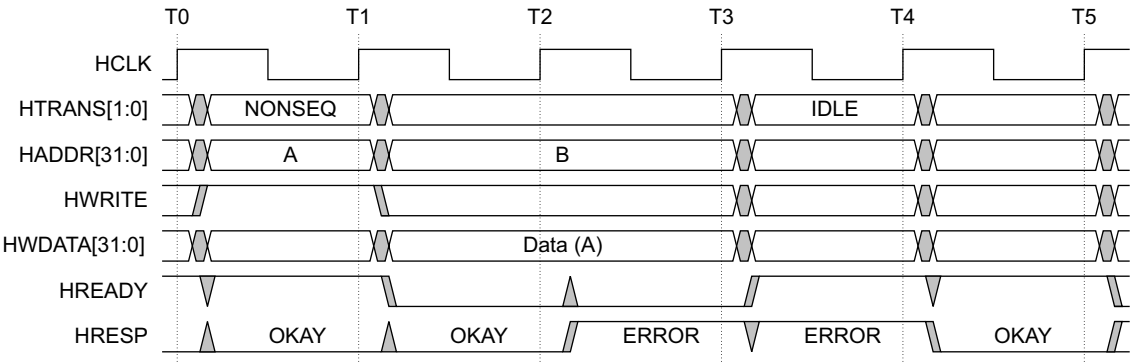 T0 T1 T2 T3 T4 T5
HCLK
HTRANS[1:0] NONSEQ IDLE
HADDR[31:0] A B
HWRITE
HWDATA[31:0] Data (A)
HREADY
HRESP OKAY OKAY ERROR ERROR OKAY